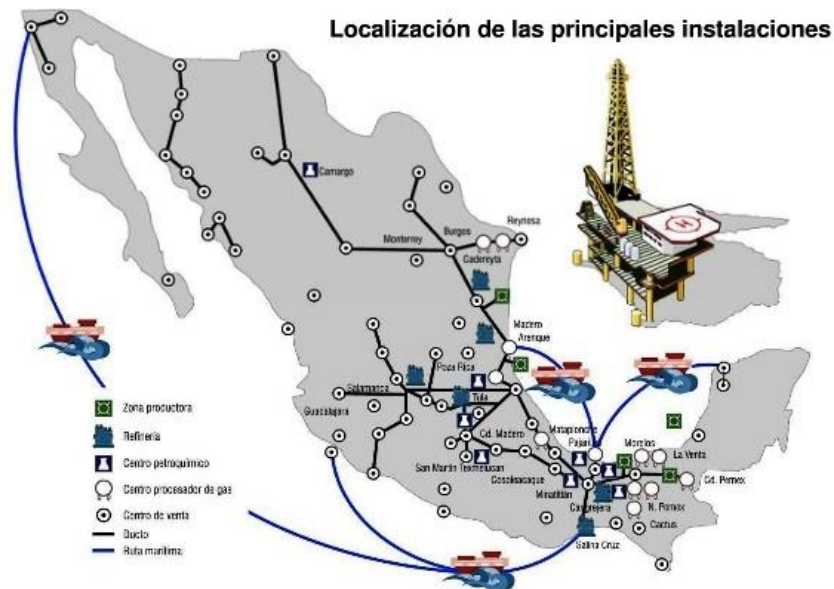 Localización de las principales instalaciones
Camargo
Monterrey
Burgos
Reynosa
Cadereyta
Madero
Arenque
Poza Rica
Salamanca
Tula
Guadalajara
Cd. Madero
Matapionche
Pajaritos
Morelos
La Venta
San Martín Texmelucan
Cosoleacaque
Minatitlán
Cangrejera
Cd. Pemex
N. Pemex
Cactus
Salina Cruz
H
Zona productora
Refinería
Centro petroquímico
Centro procesador de gas
Centro de venta
Ducto
Ruta marítima